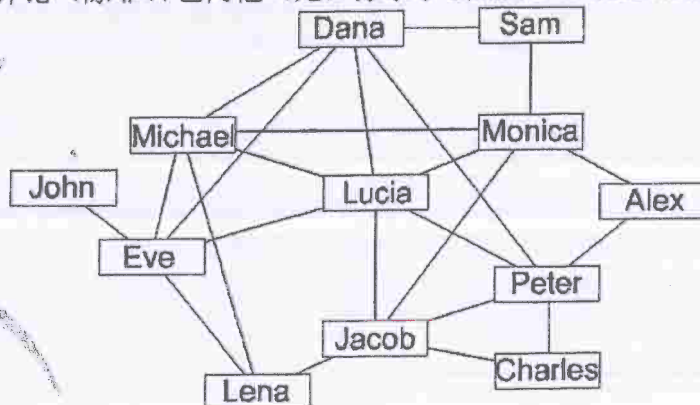 Dana
Sam
Michael
Monica
John
Lucia
Alex
Eve
Peter
Jacob
Charles
Lena